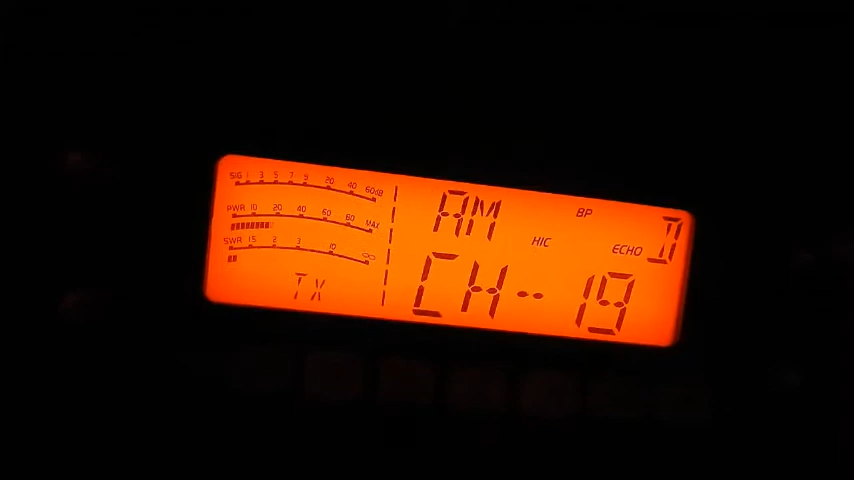 SIG 1 3 5 7 9 20 40 60dB
PWR 10 20 40 60 80 MAX
SWR 1.5 2 3 10 ∞
TX
AM
BP
HIC
ECHO
D
CH--19